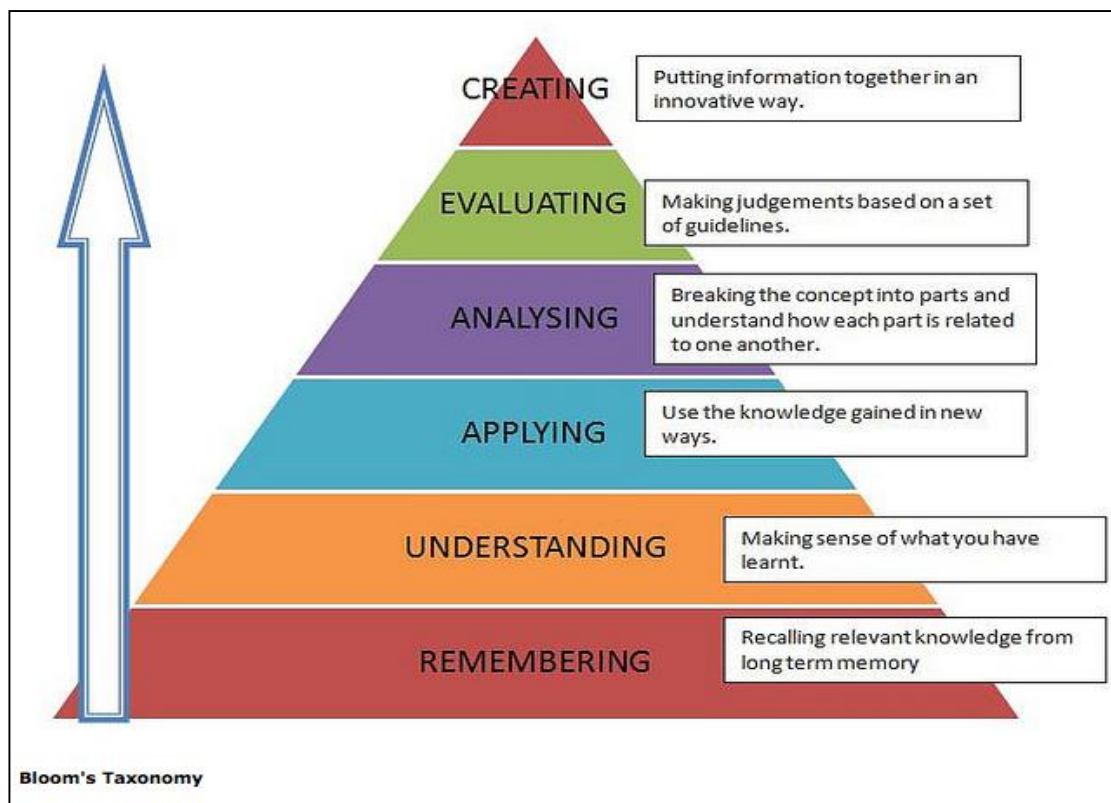 CREATING
Putting information together in an
innovative way.
EVALUATING
Making judgements based on a set
of guidelines.
ANALYSING
Breaking the concept into parts and
understand how each part is related
to one another.
APPLYING
Use the knowledge gained in new
ways.
UNDERSTANDING
Making sense of what you have
learnt.
REMEMBERING
Recalling relevant knowledge from
long term memory
Bloom's Taxonomy